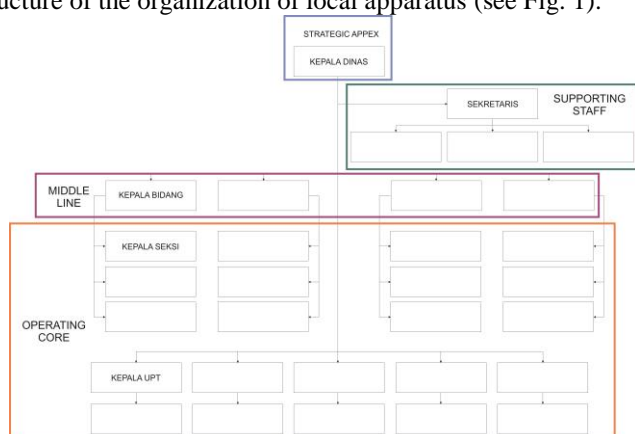 ucture of the organization of local apparatus (see Fig. 1).
STRATEGIC APPEX
KEPALA DINAS
SEKRETARIS
SUPPORTING
STAFF
MIDDLE
LINE
KEPALA BIDANG
KEPALA SEKSI
OPERATING
CORE
KEPALA UPT